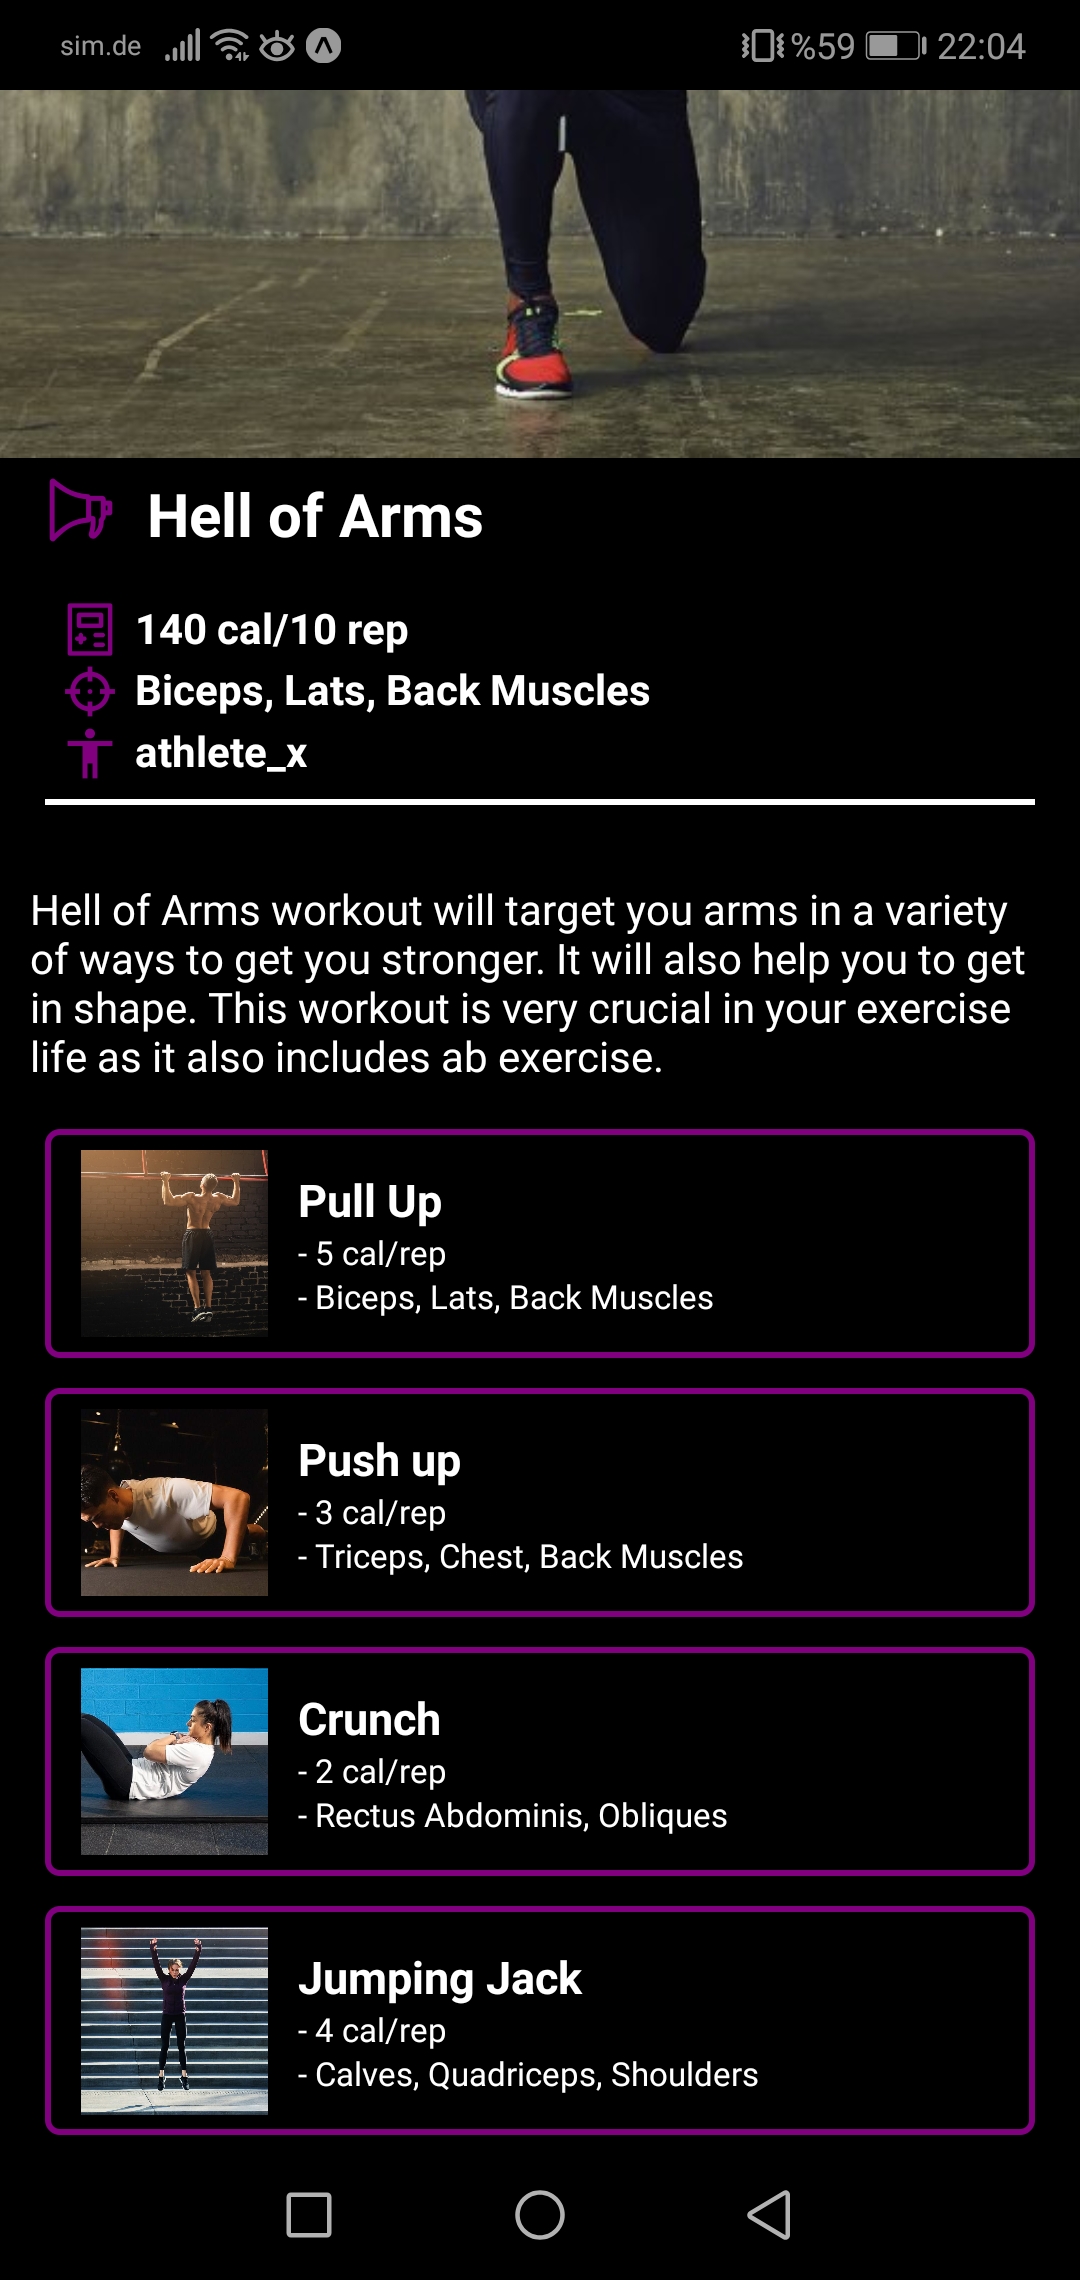 sim.de %59 22:04
Hell of Arms
140 cal/10 rep
Biceps, Lats, Back Muscles
athlete_x
Hell of Arms workout will target you arms in a variety
of ways to get you stronger. It will also help you to get
in shape. This workout is very crucial in your exercise
life as it also includes ab exercise.
Pull Up
- 5 cal/rep
- Biceps, Lats, Back Muscles
Push up
- 3 cal/rep
- Triceps, Chest, Back Muscles
Crunch
- 2 cal/rep
- Rectus Abdominis, Obliques
Jumping Jack
- 4 cal/rep
- Calves, Quadriceps, Shoulders